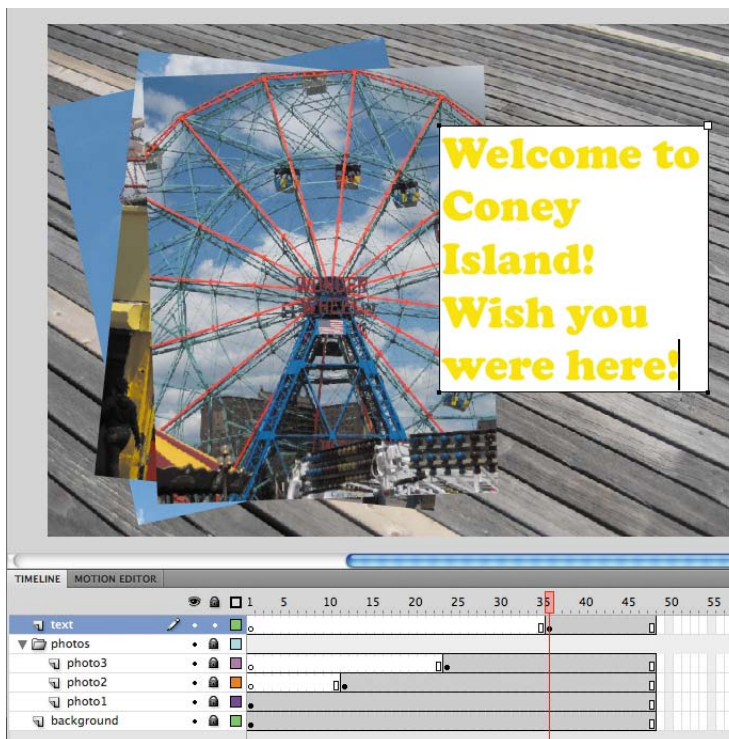 WONDER
WHEEL
Welcome to
Coney
Island!
Wish you
were here!
TIMELINE MOTION EDITOR
1 5 10 15 20 25 30 35 40 45 50 55
text
photos
photo3
photo2
photo1
background